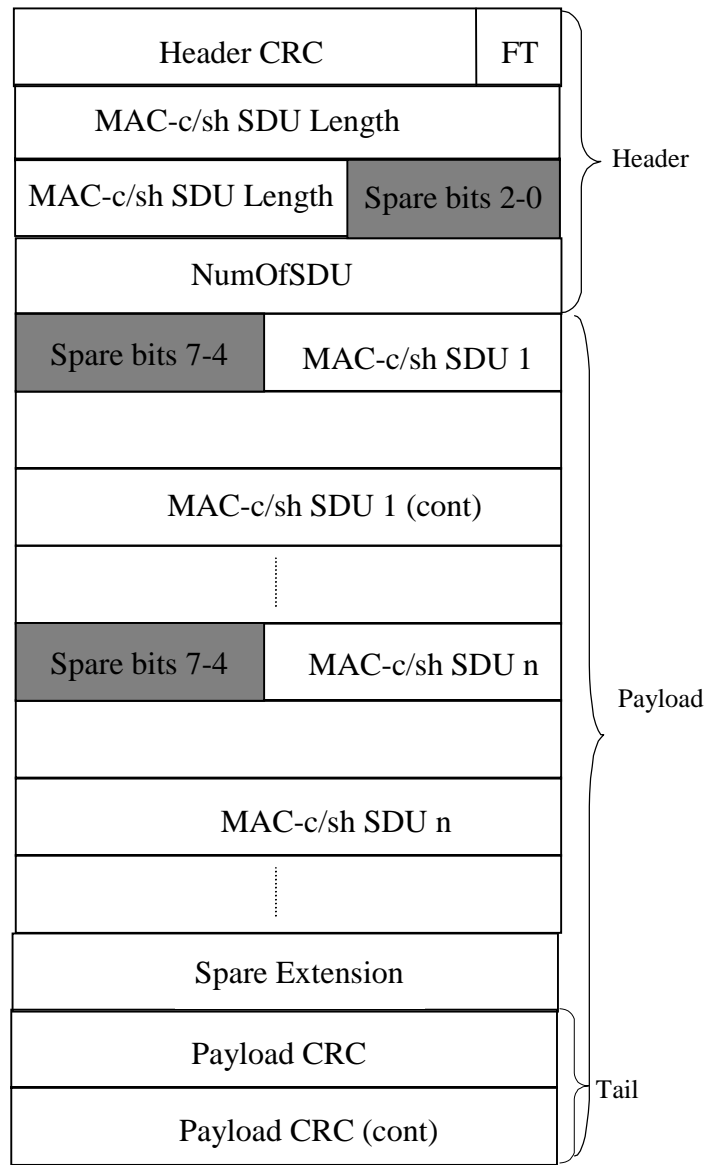 Header CRC FT
MAC-c/sh SDU Length
Header
MAC-c/sh SDU Length Spare bits 2-0
NumOfSDU
Spare bits 7-4 MAC-c/sh SDU 1
MAC-c/sh SDU 1 (cont)
Spare bits 7-4 MAC-c/sh SDU n
Payload
MAC-c/sh SDU n
Spare Extension
Payload CRC
Tail
Payload CRC (cont)